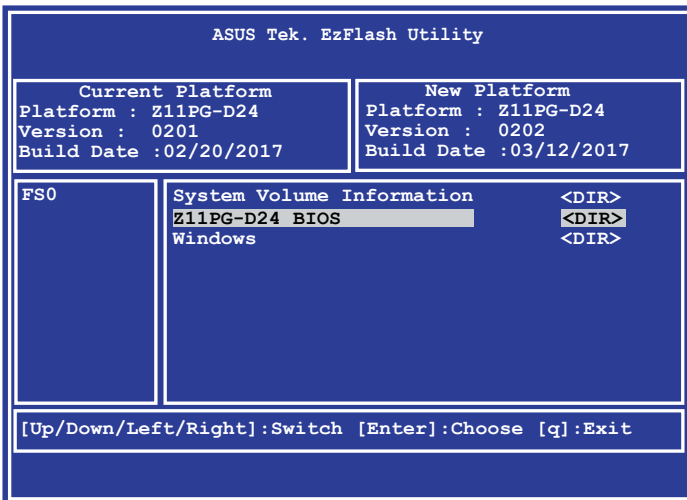 ASUS Tek. EzFlash Utility
Current Platform
Platform : Z11PG-D24
Version : 0201
Build Date :02/20/2017
New Platform
Platform : Z11PG-D24
Version : 0202
Build Date :03/12/2017
FS0
System Volume Information <DIR>
Z11PG-D24 BIOS <DIR>
Windows <DIR>
[Up/Down/Left/Right]:Switch [Enter]:Choose [q]:Exit